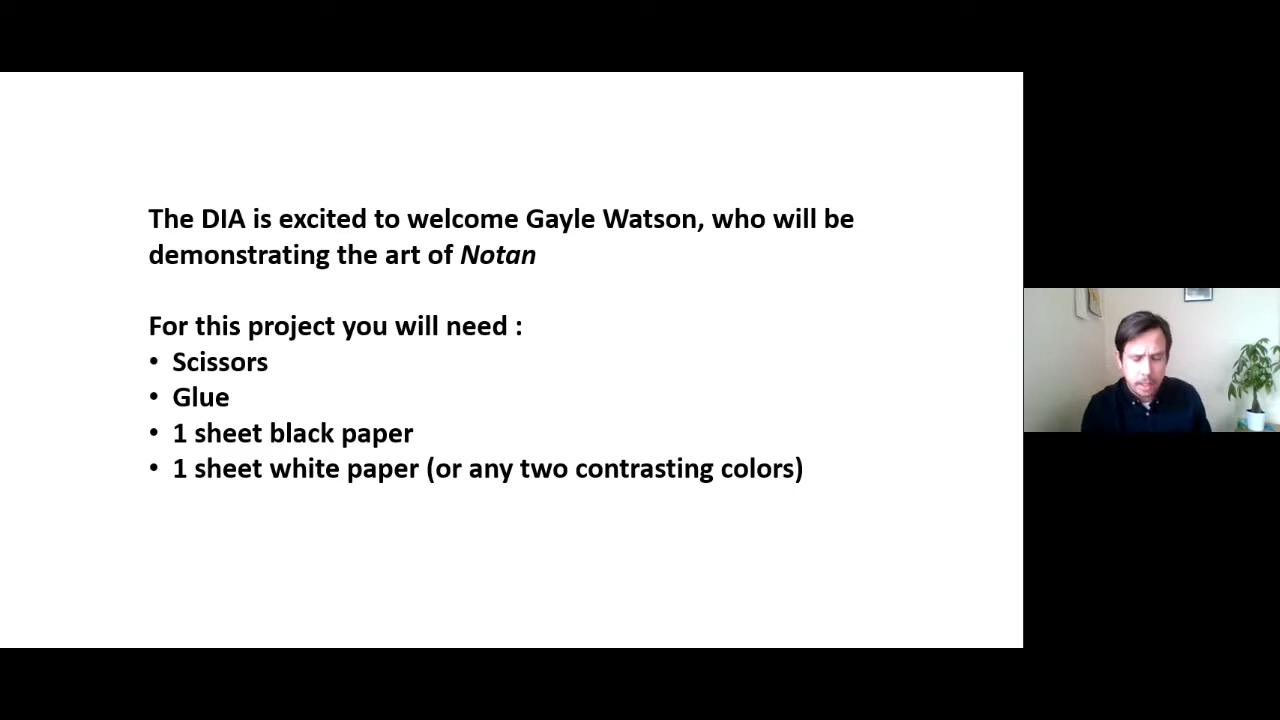 The DIA is excited to welcome Gayle Watson, who will be
demonstrating the art of Notan
For this project you will need :
• Scissors
• Glue
• 1 sheet black paper
• 1 sheet white paper (or any two contrasting colors)